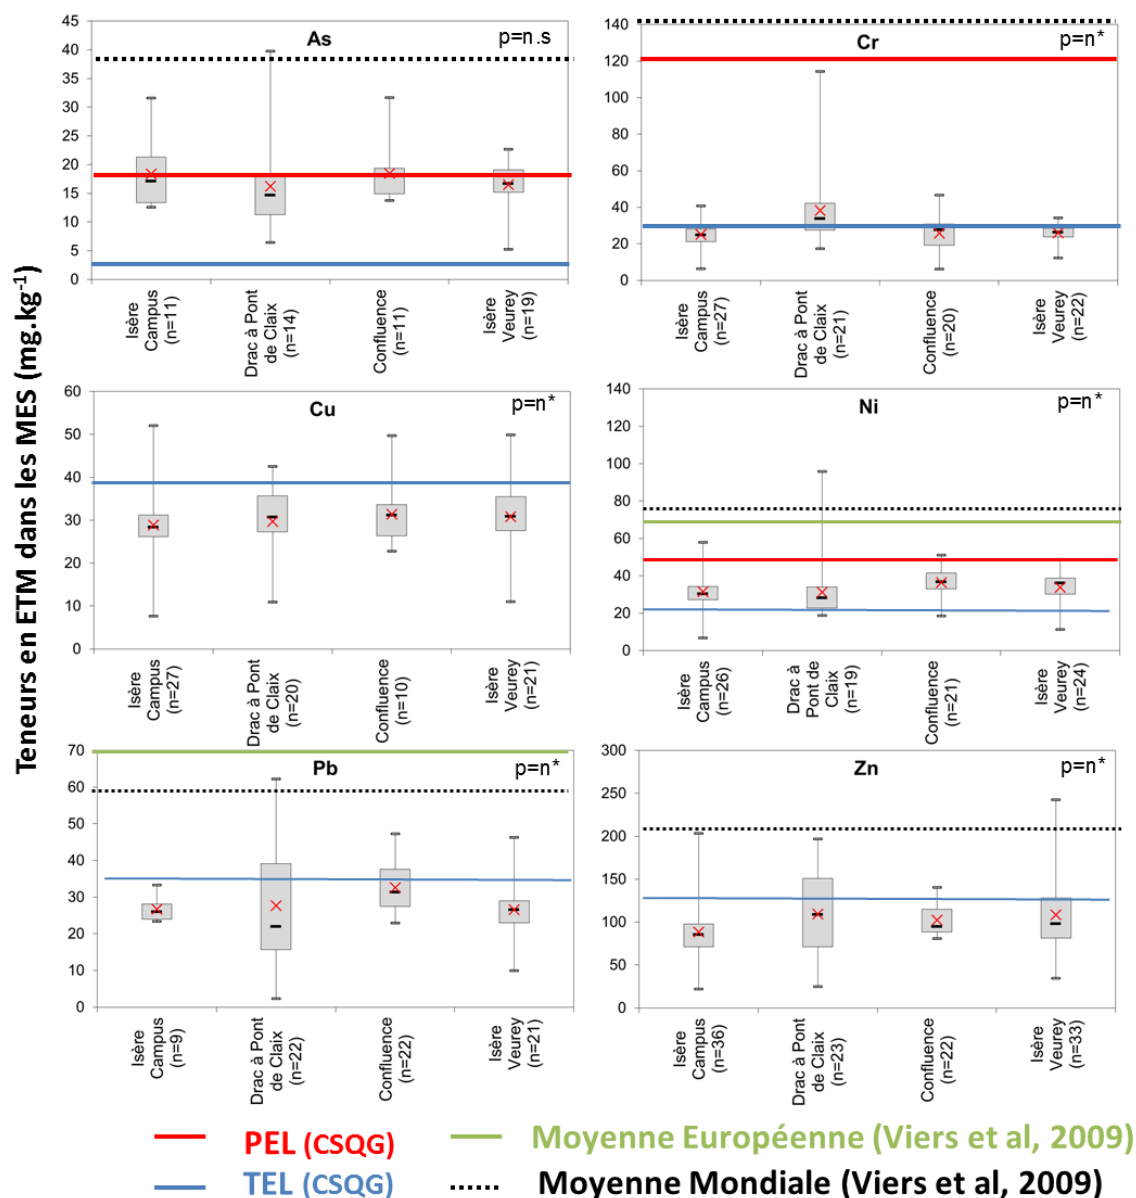 Teneurs en ETM dans les MES (mg.kg-1)
As
p=n.s
45
40
35
30
25
20
15
10
5
0
Isère
Campus
(n=11)
Drac à Pont
de Claix
(n=14)
Confluence
(n=11)
Isère
Veurey
(n=19)
Cr
p=n*
140
120
100
80
60
40
20
0
Isère
Campus
(n=27)
Drac à Pont
de Claix
(n=21)
Confluence
(n=20)
Isère
Veurey
(n=22)
Cu
p=n*
60
50
40
30
20
10
0
Isère
Campus
(n=27)
Drac à Pont
de Claix
(n=20)
Confluence
(n=10)
Isère
Veurey
(n=21)
Ni
p=n*
140
120
100
80
60
40
20
0
Isère
Campus
(n=26)
Drac à
Pont de
Claix
(n=19)
Confluence
(n=21)
Isère
Veurey
(n=24)
Pb
p=n*
70
60
50
40
30
20
10
0
Isère
Campus
(n=9)
Drac à Pont
de Claix
(n=22)
Confluence
(n=22)
Isère
Veurey
(n=21)
Zn
p=n*
300
250
200
150
100
50
0
Isère
Campus
(n=36)
Drac à Pont
de Claix
(n=23)
Confluence
(n=22)
Isère
Veurey
(n=33)
PEL (CSQG)
Moyenne Européenne (Viers et al, 2009)
TEL (CSQG)
Moyenne Mondiale (Viers et al, 2009)